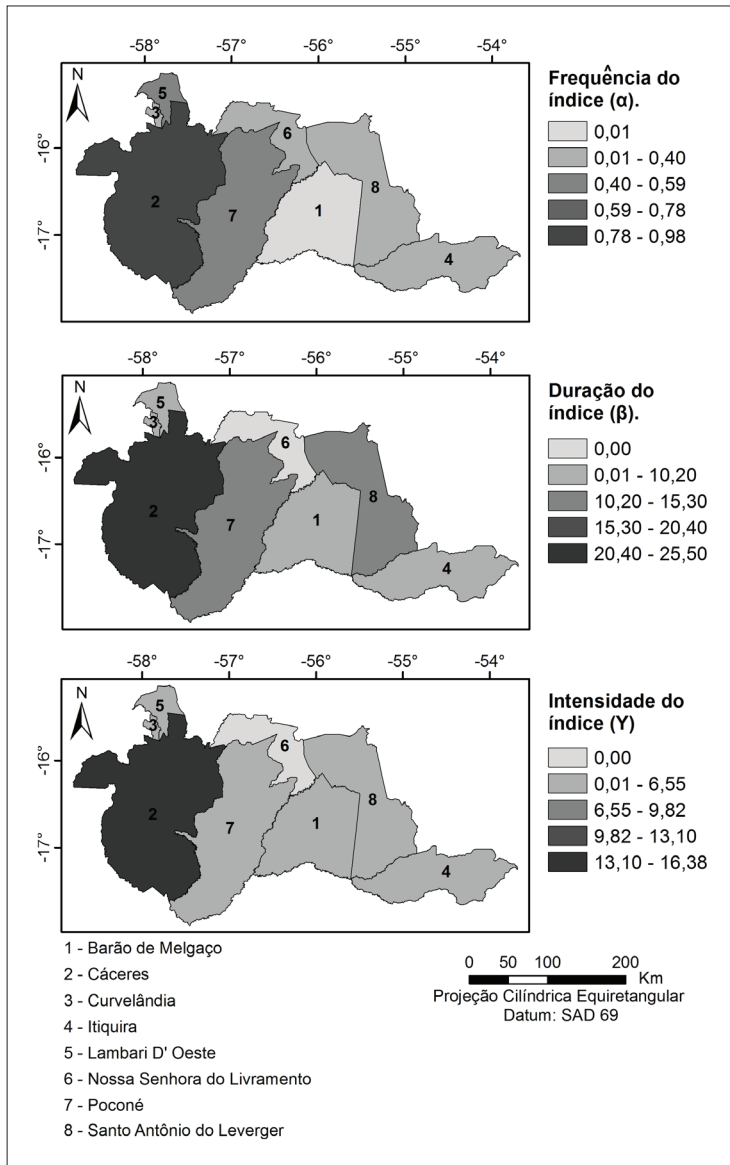 -58° -57° -56° -55° -54°
N
-16°
-17°
5
3
6
2
8
7
1
4
Frequência do
índice (α).
0,01
0,01 - 0,40
0,40 - 0,59
0,59 - 0,78
0,78 - 0,98
-58° -57° -56° -55° -54°
N
-16°
-17°
5
3
6
2
8
7
1
4
Duração do
índice (β).
0,00
0,01 - 10,20
10,20 - 15,30
15,30 - 20,40
20,40 - 25,50
-58° -57° -56° -55° -54°
N
-16°
-17°
5
3
6
2
8
7
1
4
Intensidade do
índice (Y)
0,00
0,01 - 6,55
6,55 - 9,82
9,82 - 13,10
13,10 - 16,38
1 - Barão de Melgaço
2 - Cáceres
3 - Curvelândia
4 - Itiquira
5 - Lambari D' Oeste
6 - Nossa Senhora do Livramento
7 - Poconé
8 - Santo Antônio do Leverger
0 50 100 200
Km
Projeção Cilíndrica Equiretangular
Datum: SAD 69